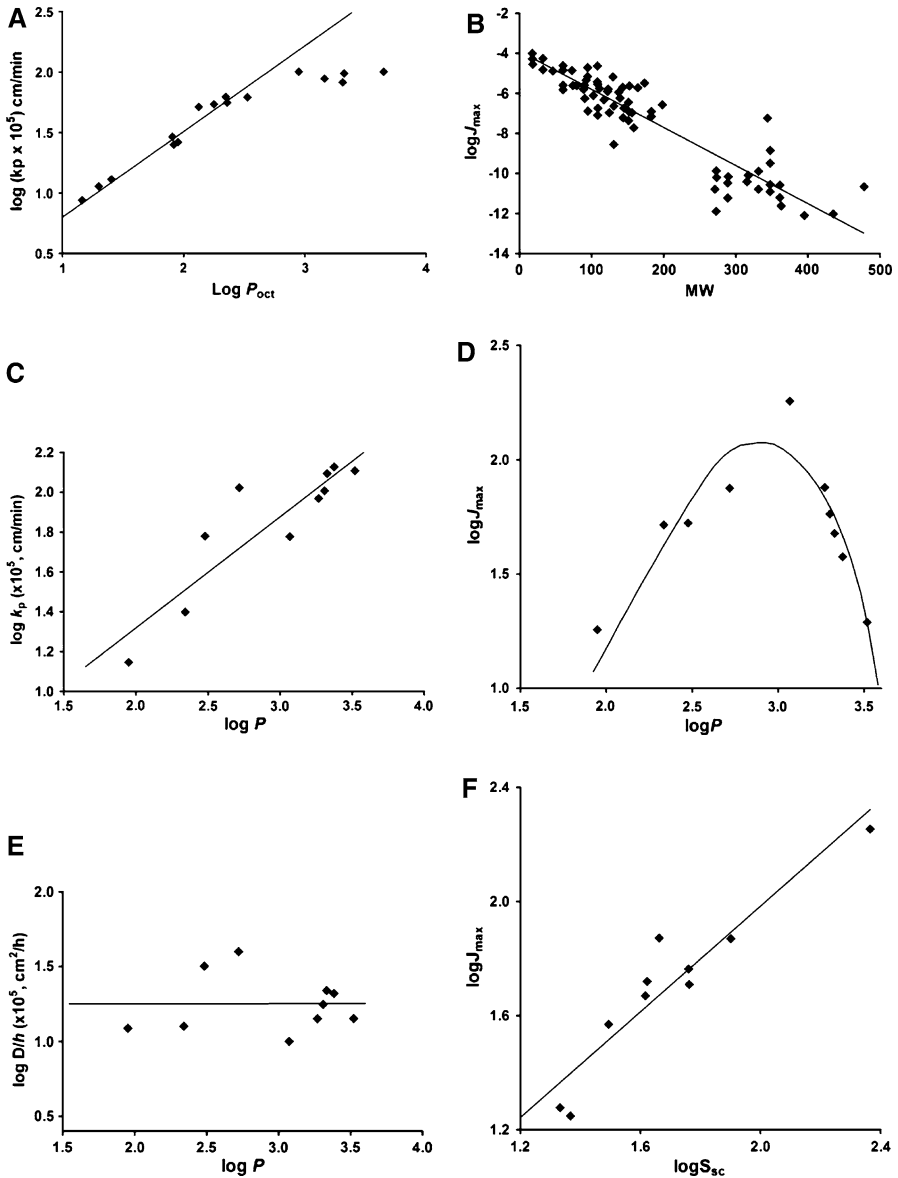 A
log (kp x 10⁵) cm/min
2.5
2.0
1.5
1.0
0.5
1 2 3 4
Log Pₒct
B
logJmax
-2
-4
-6
-8
-10
-12
-14
0 100 200 300 400 500
MW
C
log kp (x10⁵, cm/min)
2.2
2.0
1.8
1.6
1.4
1.2
1.0
1.5 2.0 2.5 3.0 3.5 4.0
log P
D
logJmax
2.5
2.0
1.5
1.0
1.5 2.0 2.5 3.0 3.5
logP
E
log D/h (x10⁵, cm²/h)
2.0
1.5
1.0
0.5
1.5 2.0 2.5 3.0 3.5 4.0
log P
F
logJmax
2.4
2.0
1.6
1.2
1.2 1.6 2.0 2.4
logSsc